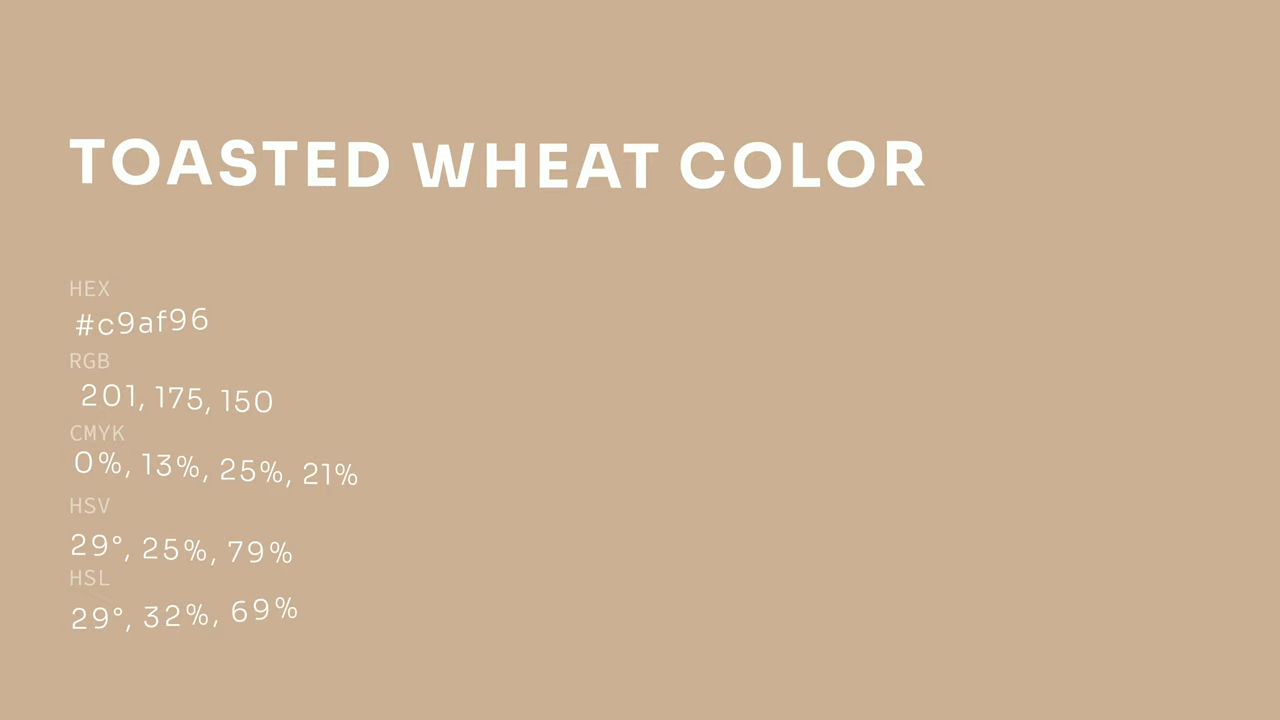 TOASTED WHEAT COLOR
HEX
#c9af96
RGB
201, 175, 150
CMYK
0%, 13%, 25%, 21%
HSV
29°, 25%, 79%
HSL
29°, 32%, 69%